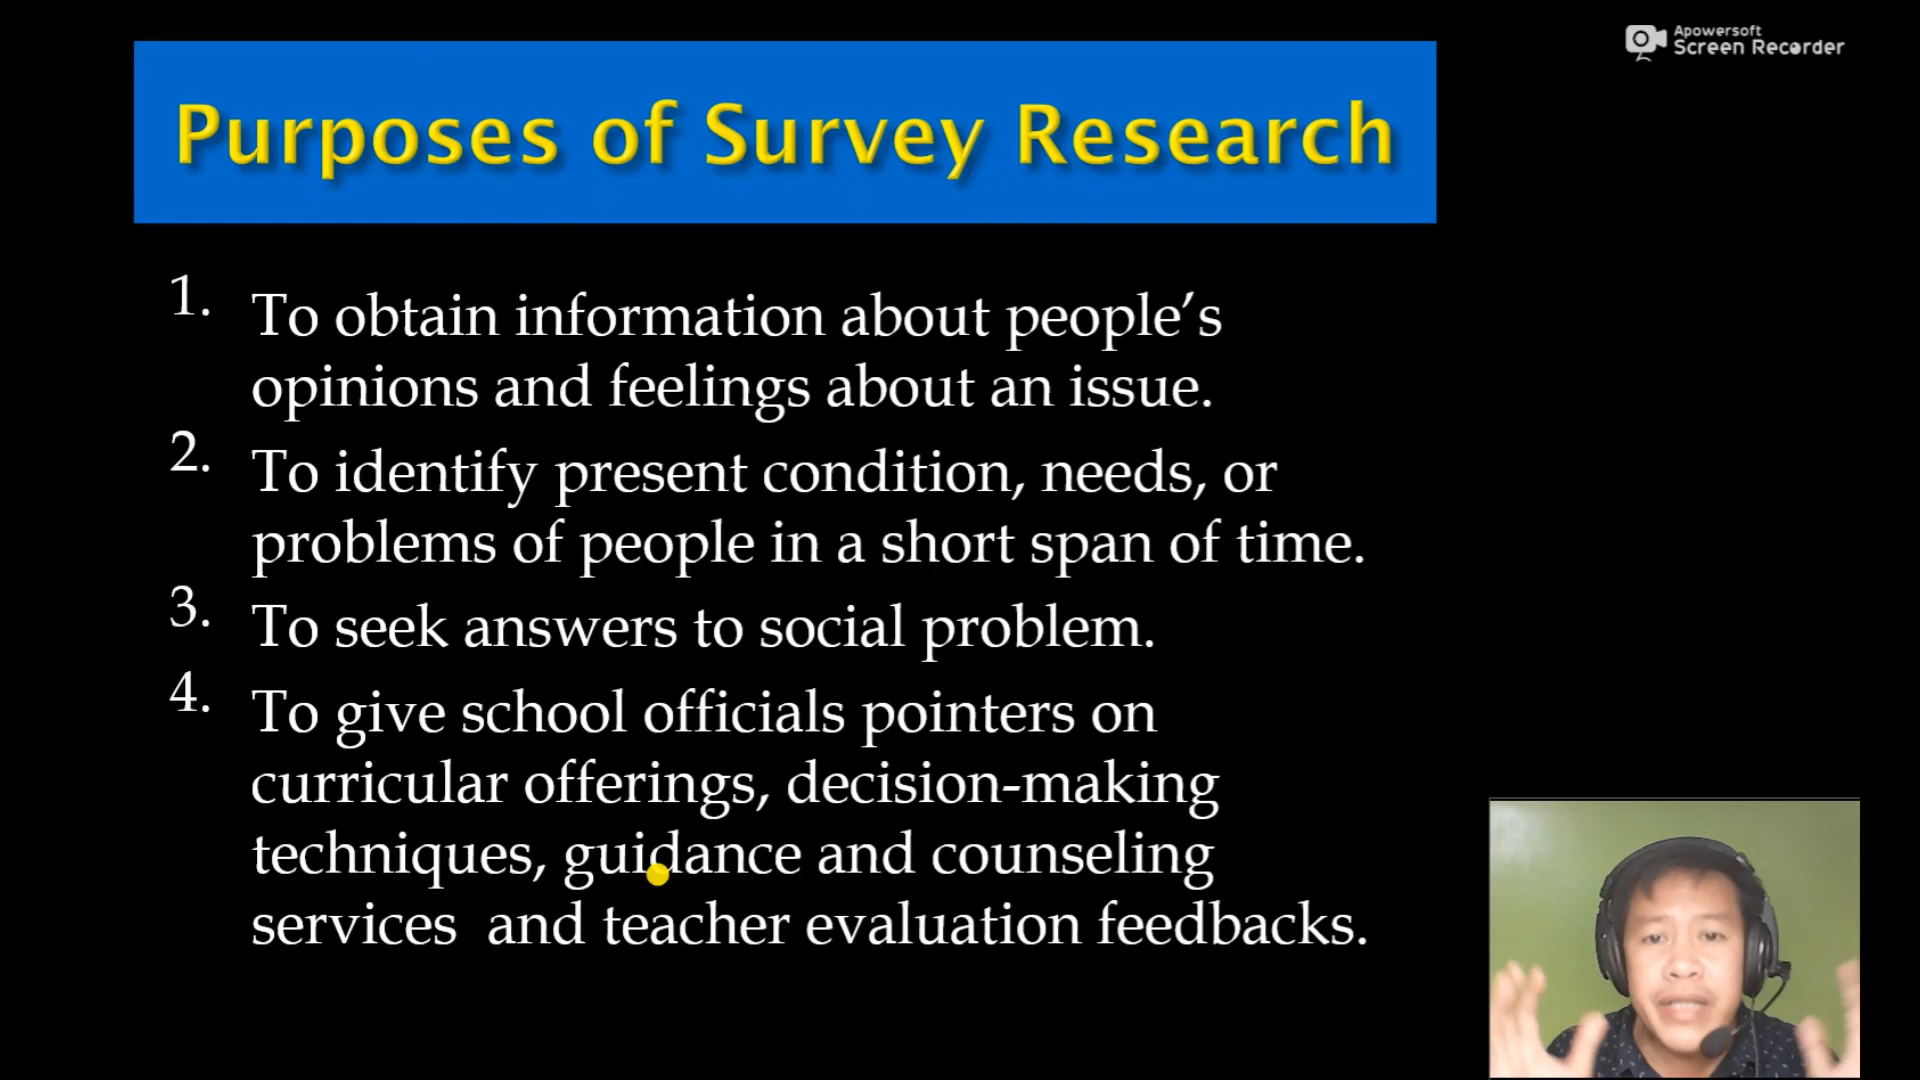 Apowersoft
Screen Recorder
Purposes of Survey Research
1. To obtain information about people’s
opinions and feelings about an issue.
2. To identify present condition, needs, or
problems of people in a short span of time.
3. To seek answers to social problem.
4. To give school officials pointers on
curricular offerings, decision-making
techniques, guidance and counseling
services and teacher evaluation feedbacks.